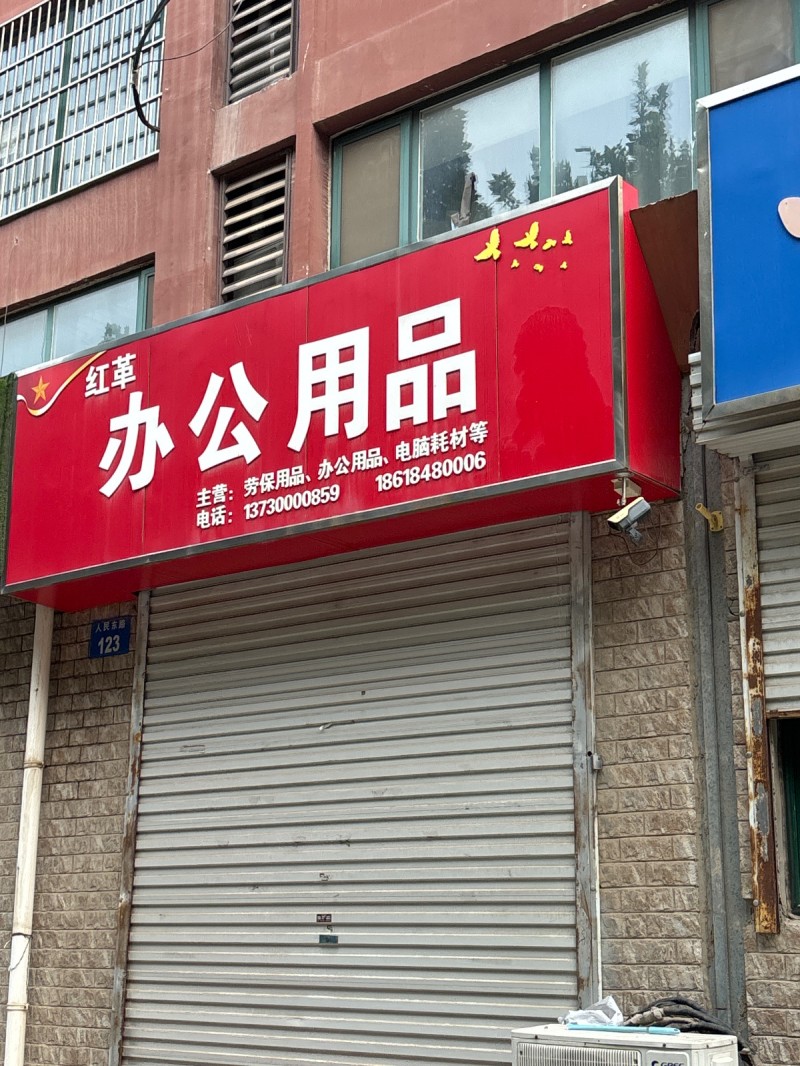 红革
办公用品
主营：劳保用品、办公用品、电脑耗材等
电话：13730000859 18618480006
人民东路
123
GREE